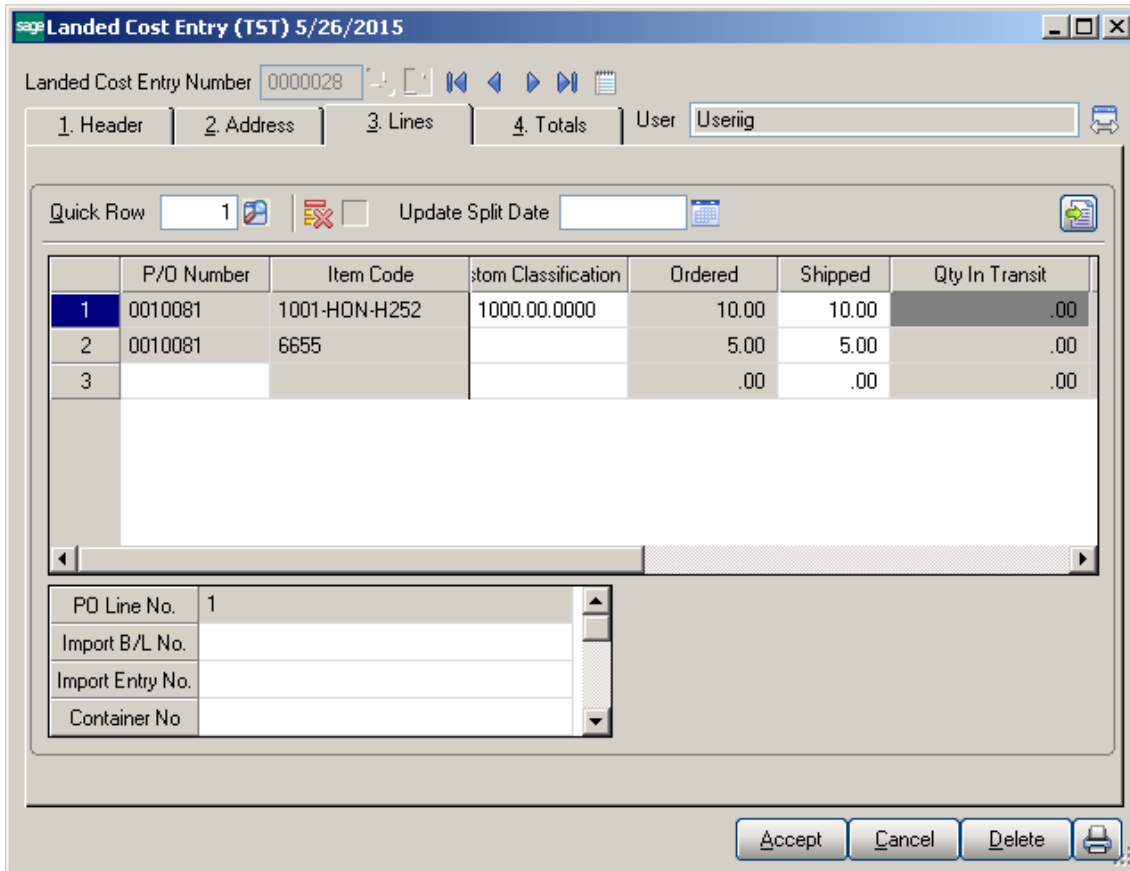 sage Landed Cost Entry (TST) 5/26/2015
Landed Cost Entry Number 0000028
1. Header 2. Address 3. Lines 4. Totals User Useriig
Quick Row 1 Update Split Date
P/O Number Item Code stom Classification Ordered Shipped Qty In Transit
1 0010081 1001-HON-H252 1000.00.0000 10.00 10.00 .00
2 0010081 6655 5.00 5.00 .00
3 .00 .00 .00
PO Line No. 1
Import B/L No.
Import Entry No.
Container No
Accept Cancel Delete